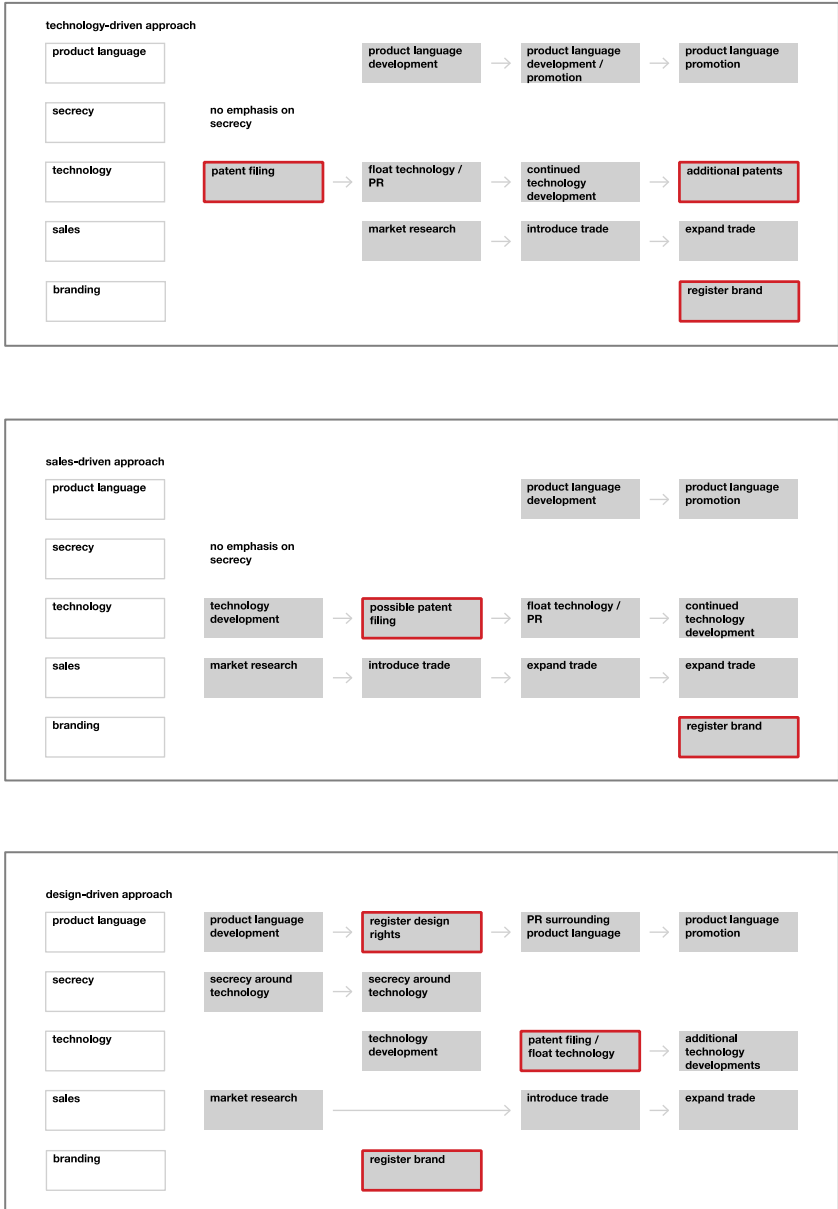 technology-driven approach
product language
product language
development
product language
development /
promotion
product language
promotion
secrecy
no emphasis on
secrecy
technology
patent filing
float technology /
PR
continued
technology
development
additional patents
sales
market research
introduce trade
expand trade
branding
register brand
sales-driven approach
product language
product language
development
product language
promotion
secrecy
no emphasis on
secrecy
technology
technology
development
possible patent
filing
float technology /
PR
continued
technology
development
sales
market research
introduce trade
expand trade
expand trade
branding
register brand
design-driven approach
product language
product language
development
register design
rights
PR surrounding
product language
product language
promotion
secrecy
secrecy around
technology
secrecy around
technology
technology
technology
development
patent filing /
float technology
additional
technology
developments
sales
market research
introduce trade
expand trade
branding
register brand